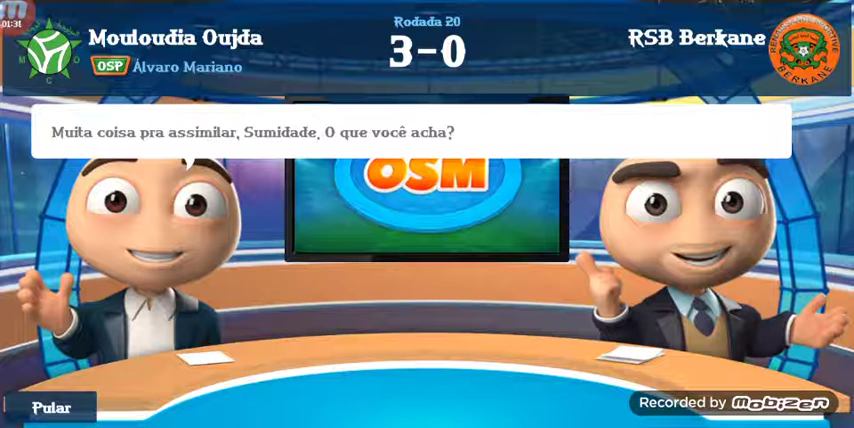 01:31
Rodada 20
Mouloudia Oujda
3-0
RSB Berkane
OSP Álvaro Mariano
Muita coisa pra assimilar, Sumidade, O que você acha?
OSM
Pular
Recorded by mobizen